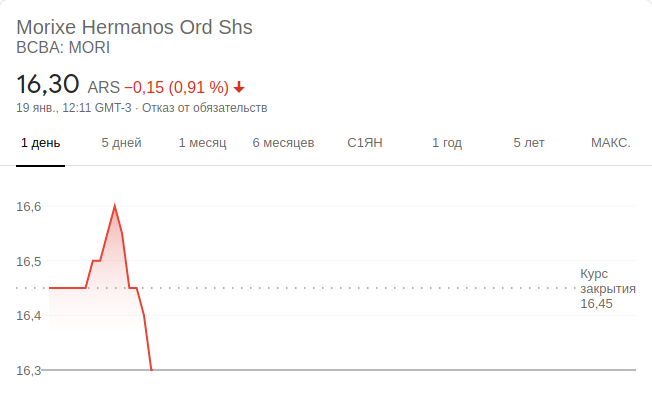 Morixe Hermanos Ord Shs
BCBA: MORI
16,30 ARS −0,15 (0,91 %)
19 янв., 12:11 GMT-3 · Отказ от обязательств
1 день 5 дней 1 месяц 6 месяцев С1ЯН 1 год 5 лет МАКС.
16,6
16,5
Курс
закрытия
16,45
16,4
16,3